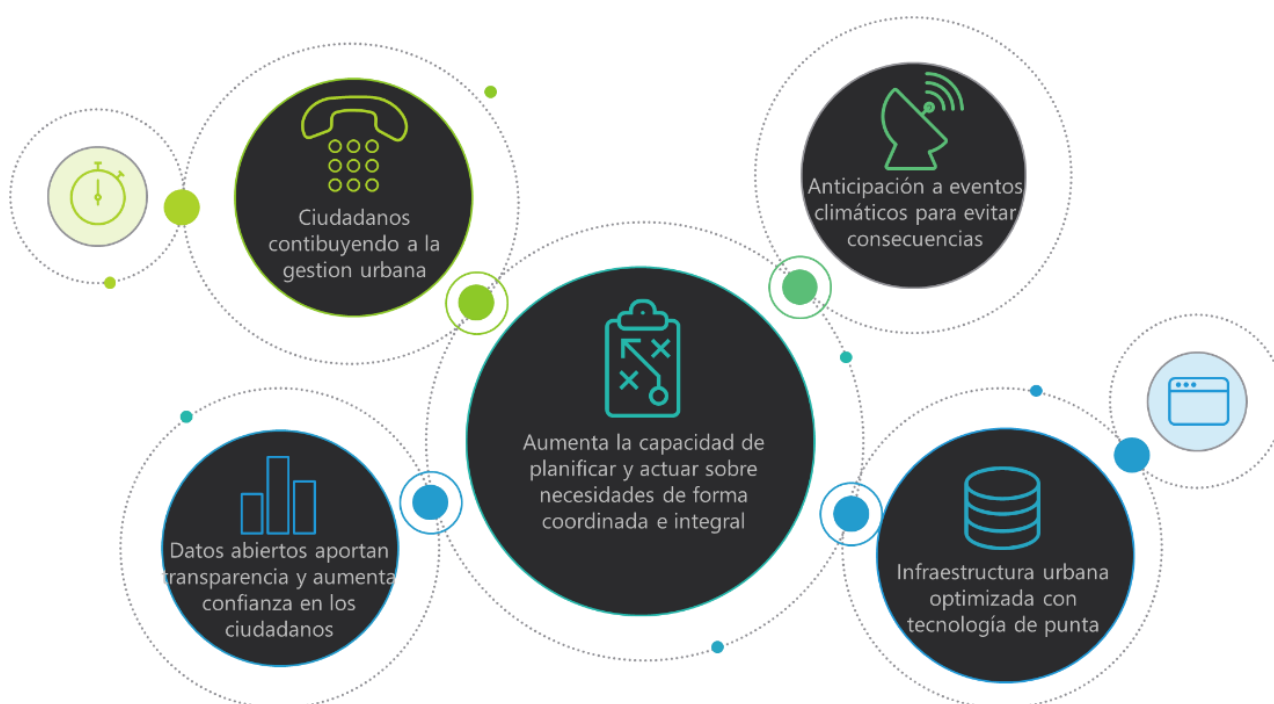 Ciudadanos
contibuyendo a la
gestion urbana
Anticipación a eventos
climáticos para evitar
consecuencias
Aumenta la capacidad de
planificar y actuar sobre
necesidades de forma
coordinada e integral
Datos abiertos aportan
transparencia y aumenta
confianza en los
ciudadanos
Infraestructura urbana
optimizada con
tecnología de punta